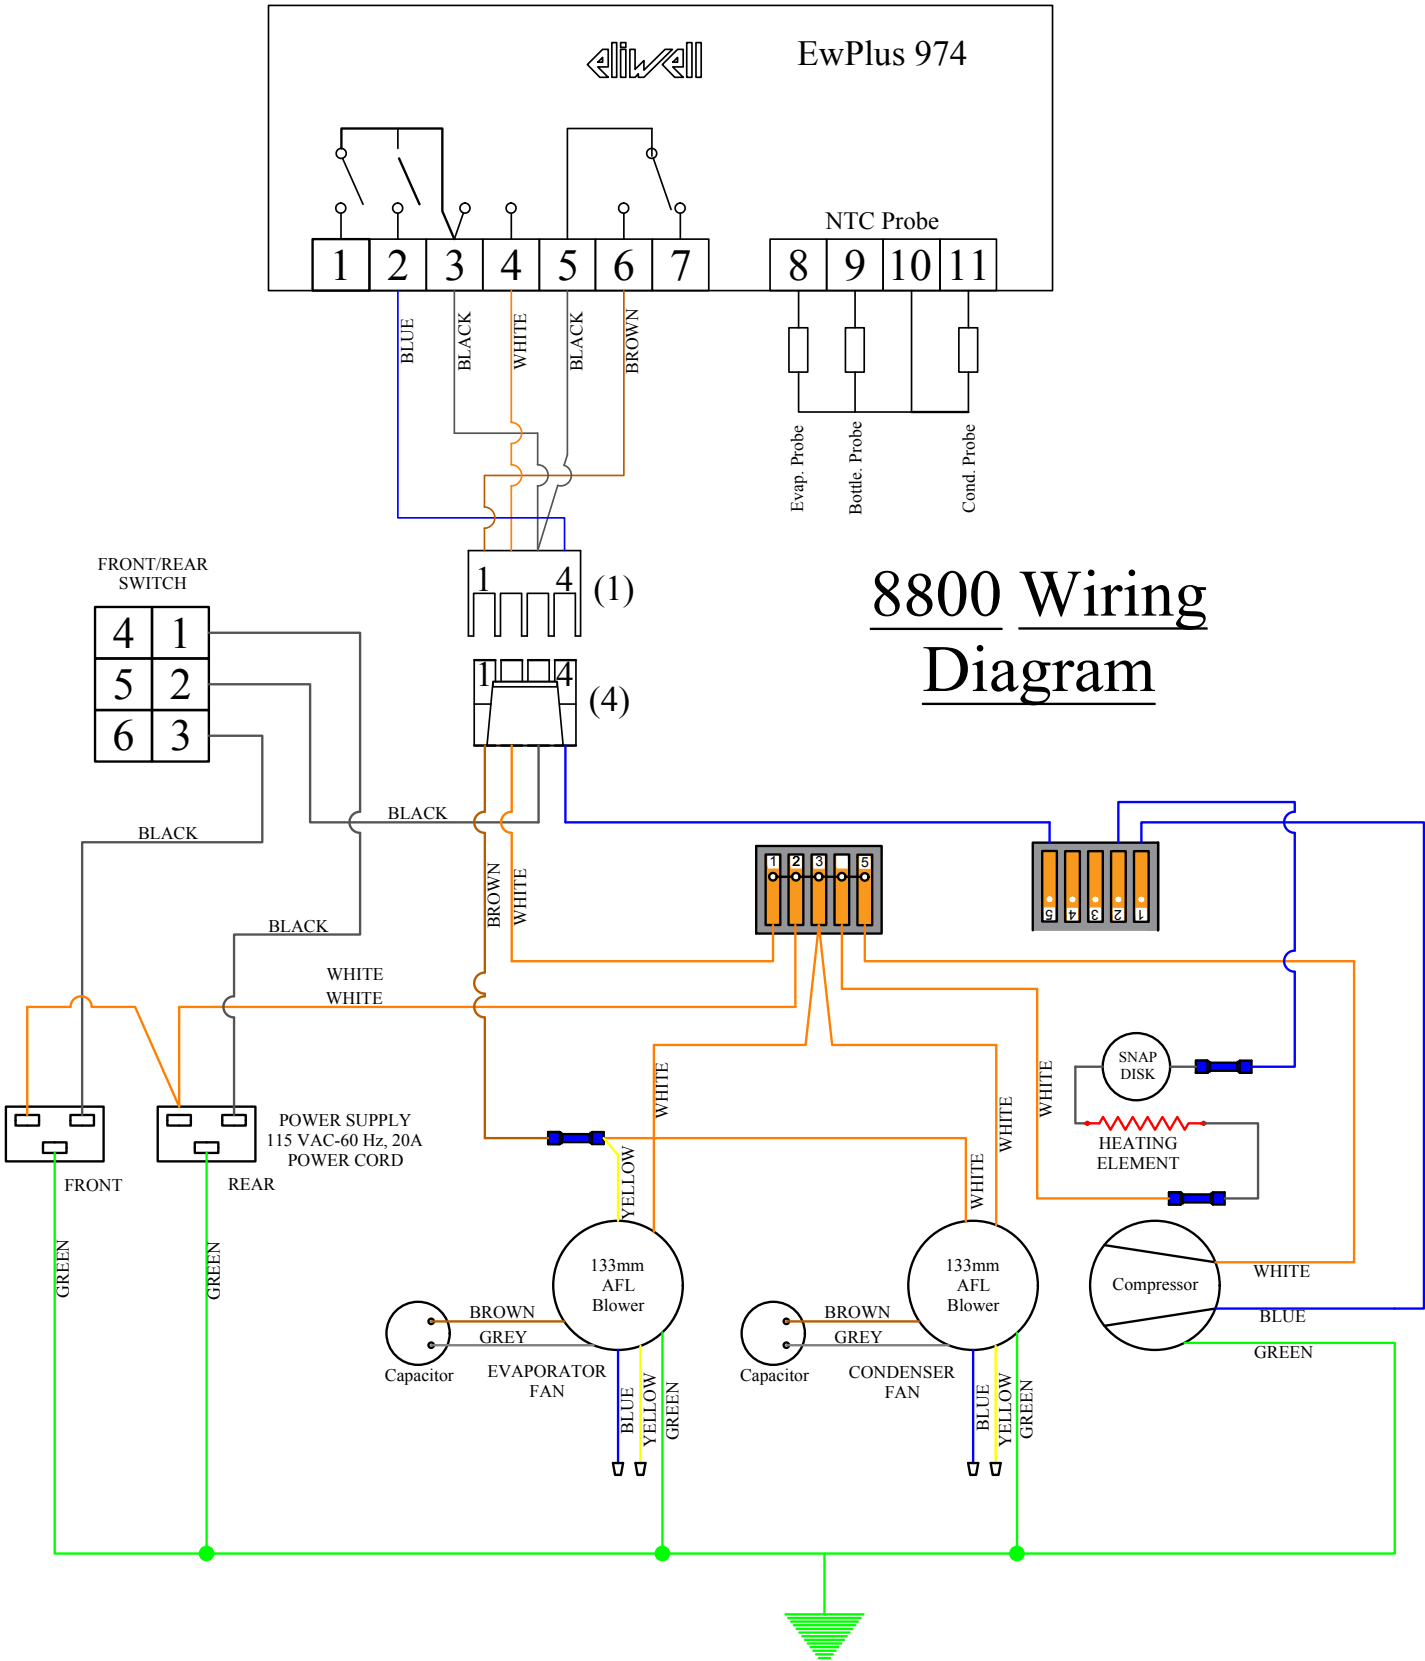 eliwell
EwPlus 974
NTC Probe
1 2 3 4 5 6 7
8 9 10 11
BLUE
BLACK
WHITE
BLACK
BROWN
Evap. Probe
Bottle. Probe
Cond. Probe
8800 Wiring
Diagram
FRONT/REAR
SWITCH
4 1
5 2
6 3
1 4
(1)
1 4
(4)
BLACK
BLACK
BLACK
BROWN
WHITE
1 2 3 5
5 4 3 2 1
WHITE
WHITE
SNAP
DISK
HEATING
ELEMENT
WHITE
WHITE
WHITE
WHITE
YELLOW
POWER SUPPLY
115 VAC-60 Hz, 20A
POWER CORD
FRONT
REAR
GREEN
GREEN
133mm
AFL
Blower
133mm
AFL
Blower
Compressor
WHITE
BLUE
GREEN
BROWN
GREY
Capacitor
EVAPORATOR
FAN
BLUE
YELLOW
GREEN
BROWN
GREY
Capacitor
CONDENSER
FAN
BLUE
YELLOW
GREEN